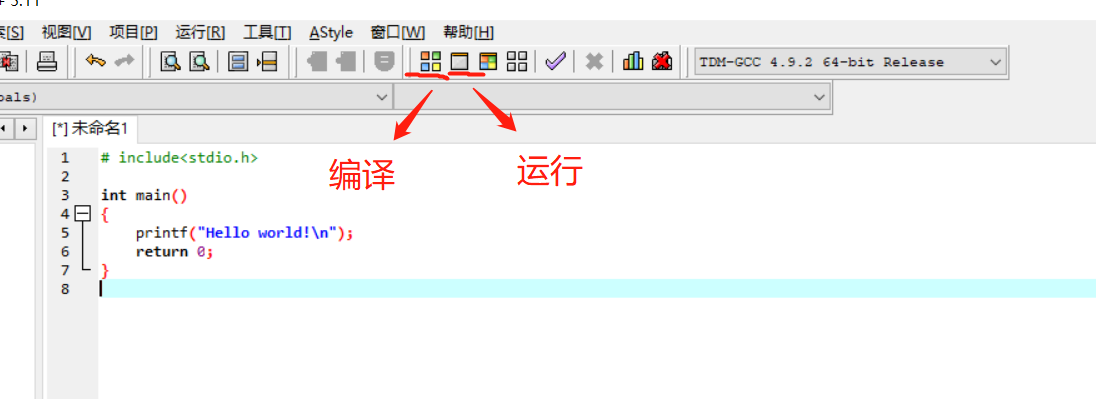 + 5.11
索[S] 视图[V] 项目[P] 运行[R] 工具[T] AStyle 窗口[W] 帮助[H]
TDM-GCC 4.9.2 64-bit Release
bals)
[*] 未命名1
编译
运行
1 # include<stdio.h>
2
3 int main()
4 {
5 printf("Hello world!\n");
6 return 0;
7 }
8